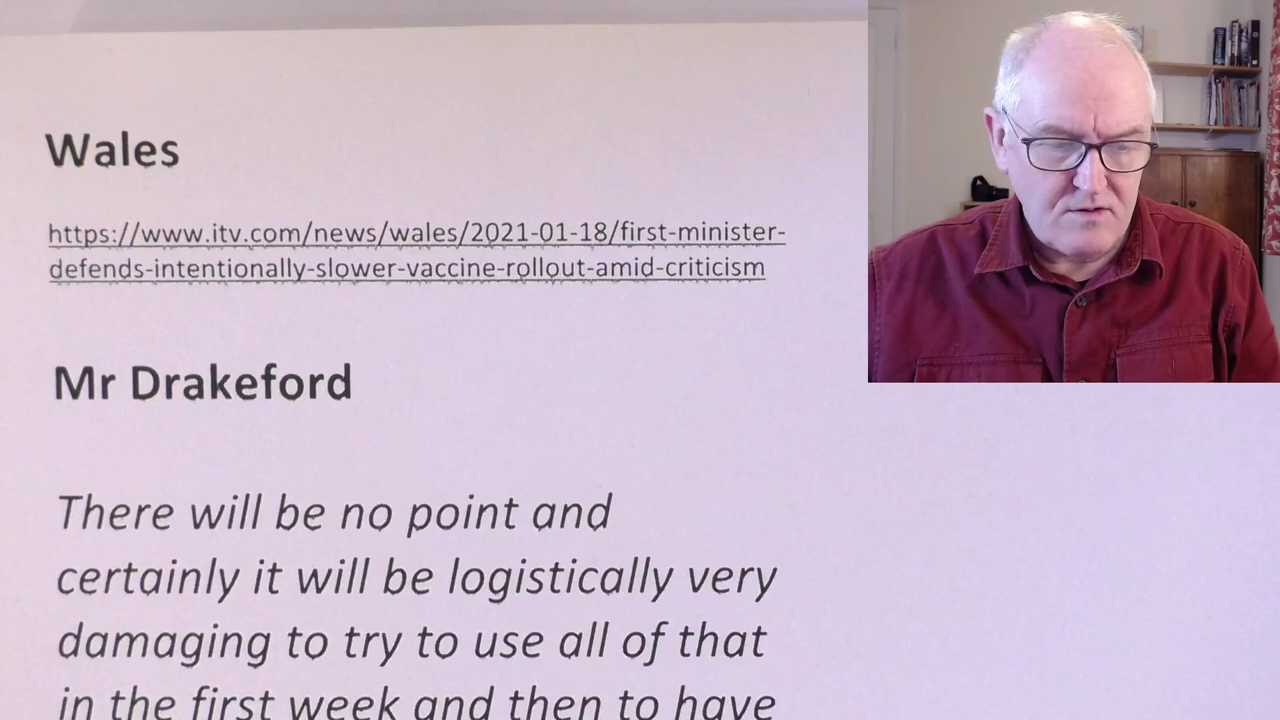 Wales
https://www.itv.com/news/wales/2021-01-18/first-minister-
defends-intentionally-slower-vaccine-rollout-amid-criticism
Mr Drakeford
There will be no point and
certainly it will be logistically very
damaging to try to use all of that
in the first week and then to have